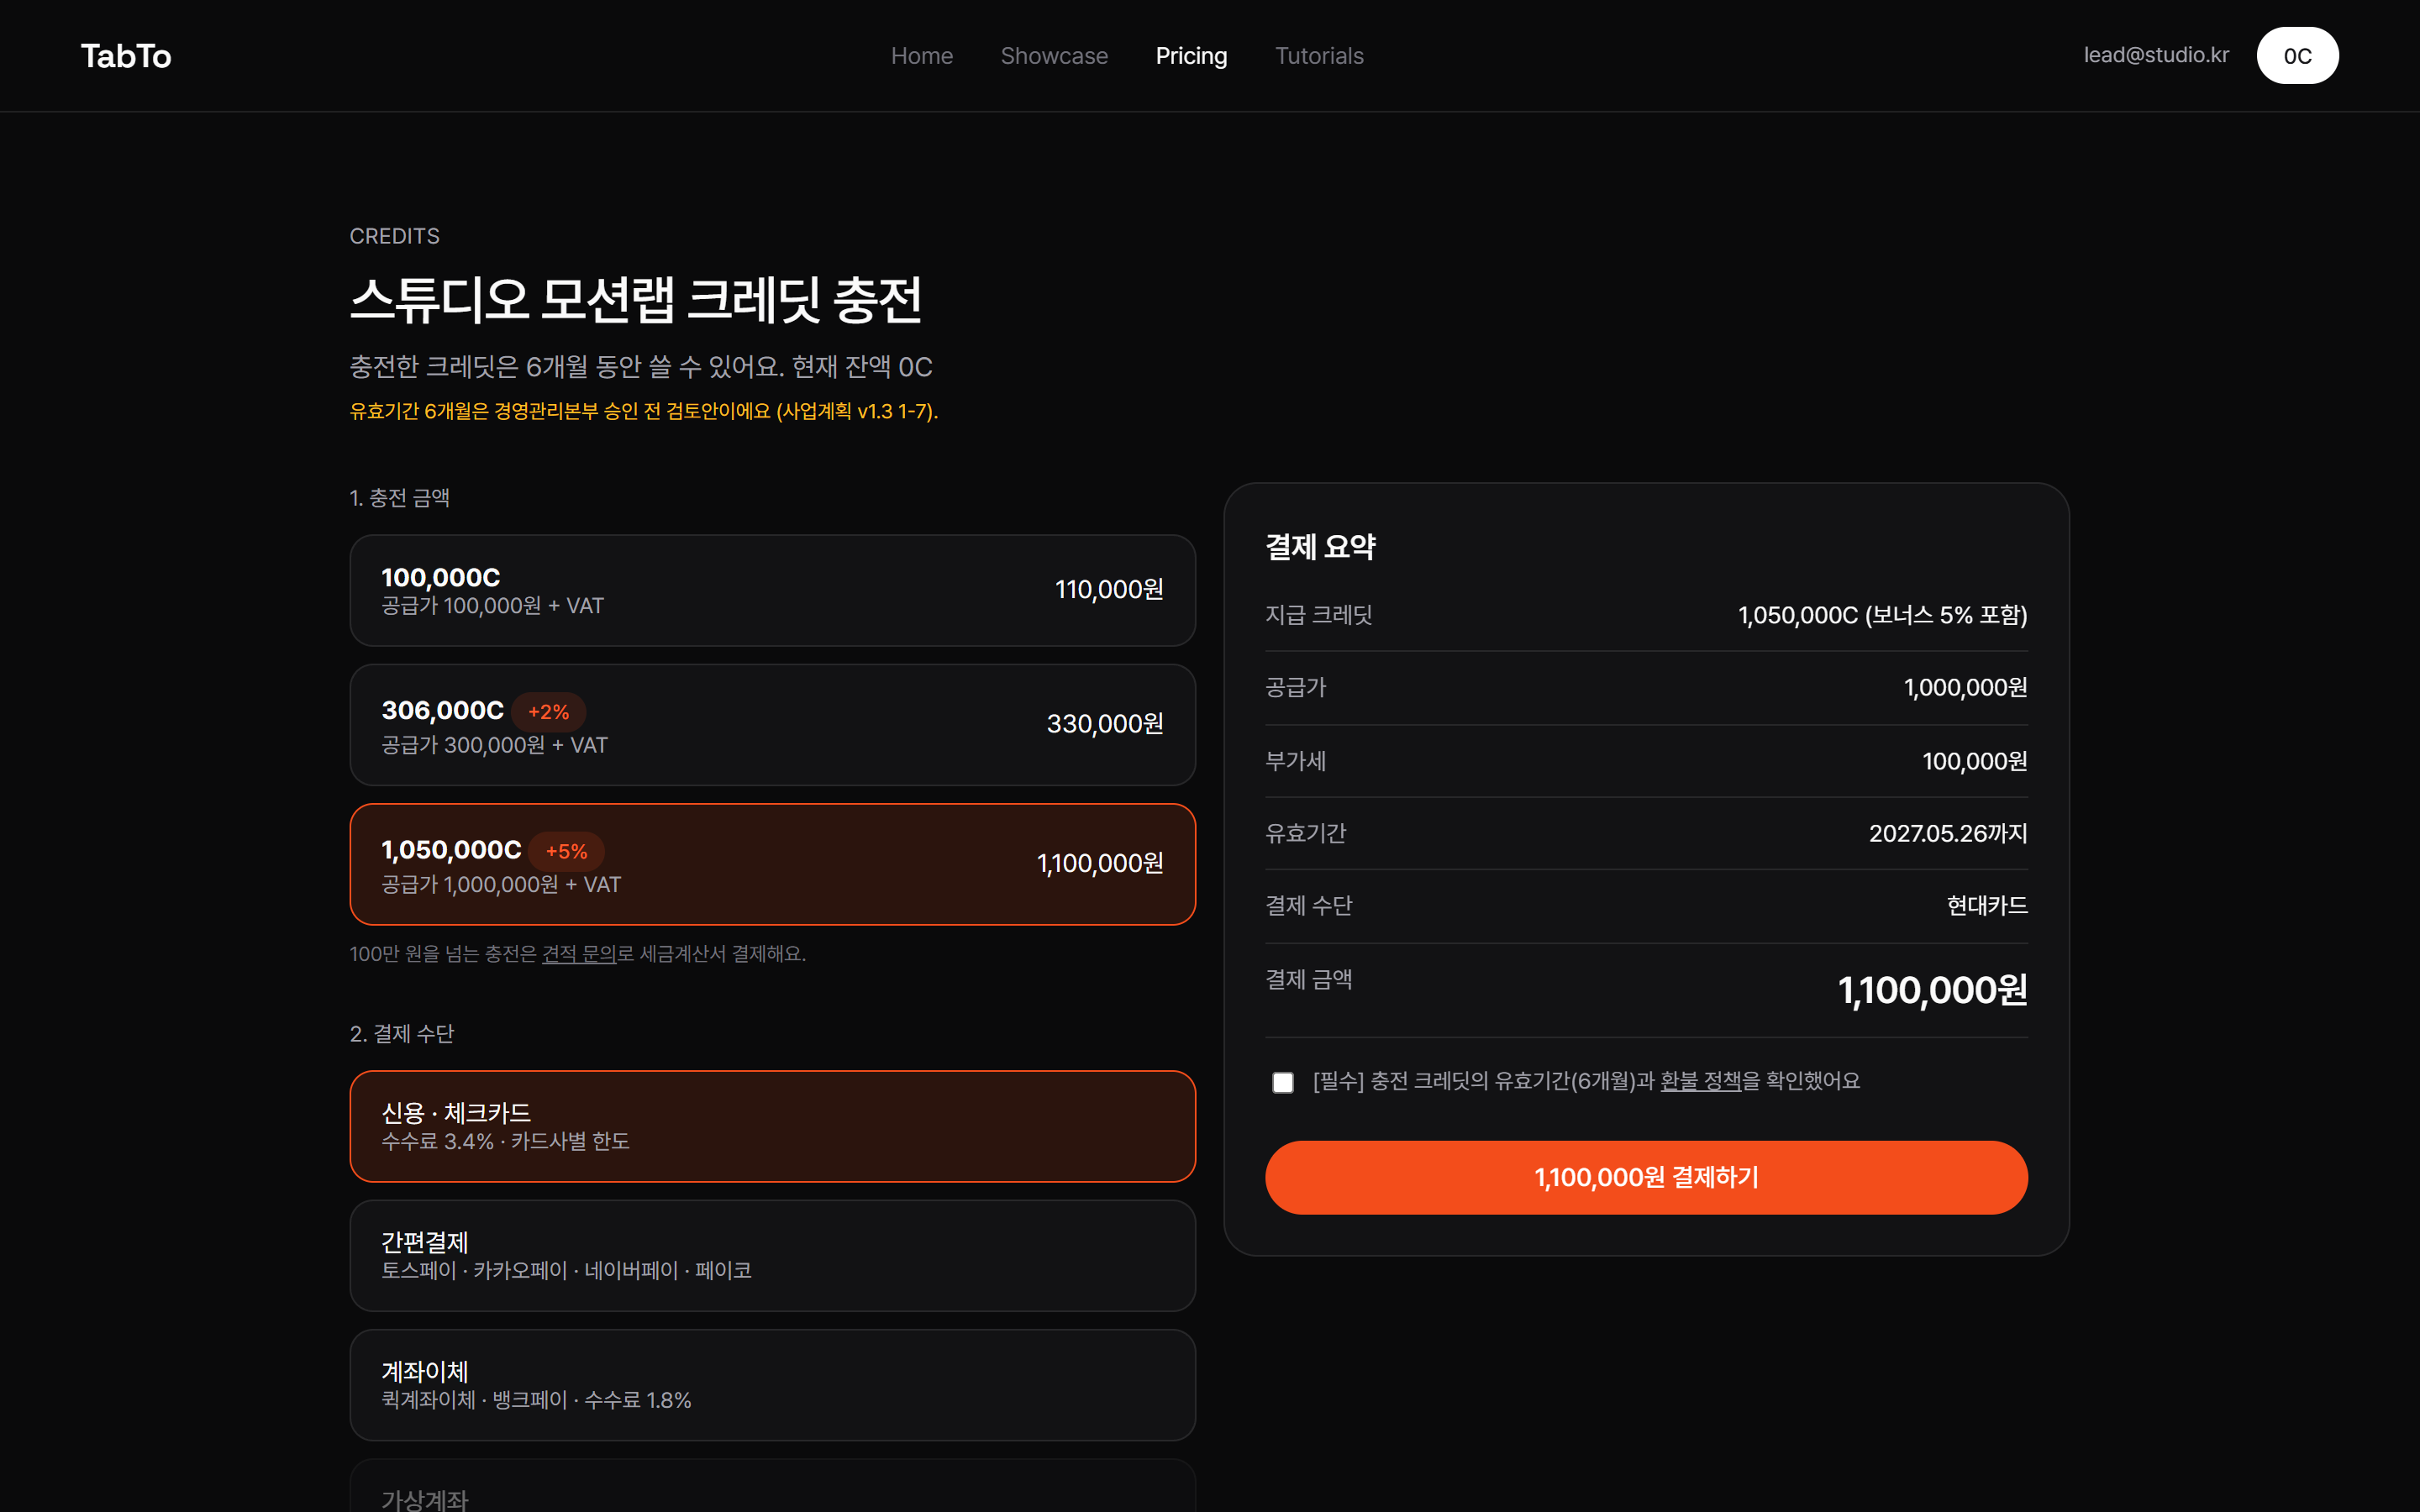 TabTo
Home
Showcase
Pricing
Tutorials
lead@studio.kr
0C
CREDITS
스튜디오 모션랩 크레딧 충전
충전한 크레딧은 6개월 동안 쓸 수 있어요. 현재 잔액 0C
유효기간 6개월은 경영관리본부 승인 전 검토안이에요 (사업계획 v1.3 1-7).
1. 충전 금액
100,000C
공급가 100,000원 + VAT
110,000원
306,000C +2%
공급가 300,000원 + VAT
330,000원
1,050,000C +5%
공급가 1,000,000원 + VAT
1,100,000원
100만 원을 넘는 충전은 견적 문의로 세금계산서 결제해요.
2. 결제 수단
신용 · 체크카드
수수료 3.4% · 카드사별 한도
간편결제
토스페이 · 카카오페이 · 네이버페이 · 페이코
계좌이체
퀵계좌이체 · 뱅크페이 · 수수료 1.8%
가상계좌
결제 요약
지급 크레딧 1,050,000C (보너스 5% 포함)
공급가 1,000,000원
부가세 100,000원
유효기간 2027.05.26까지
결제 수단 현대카드
결제 금액 1,100,000원
[필수] 충전 크레딧의 유효기간(6개월)과 환불 정책을 확인했어요
1,100,000원 결제하기